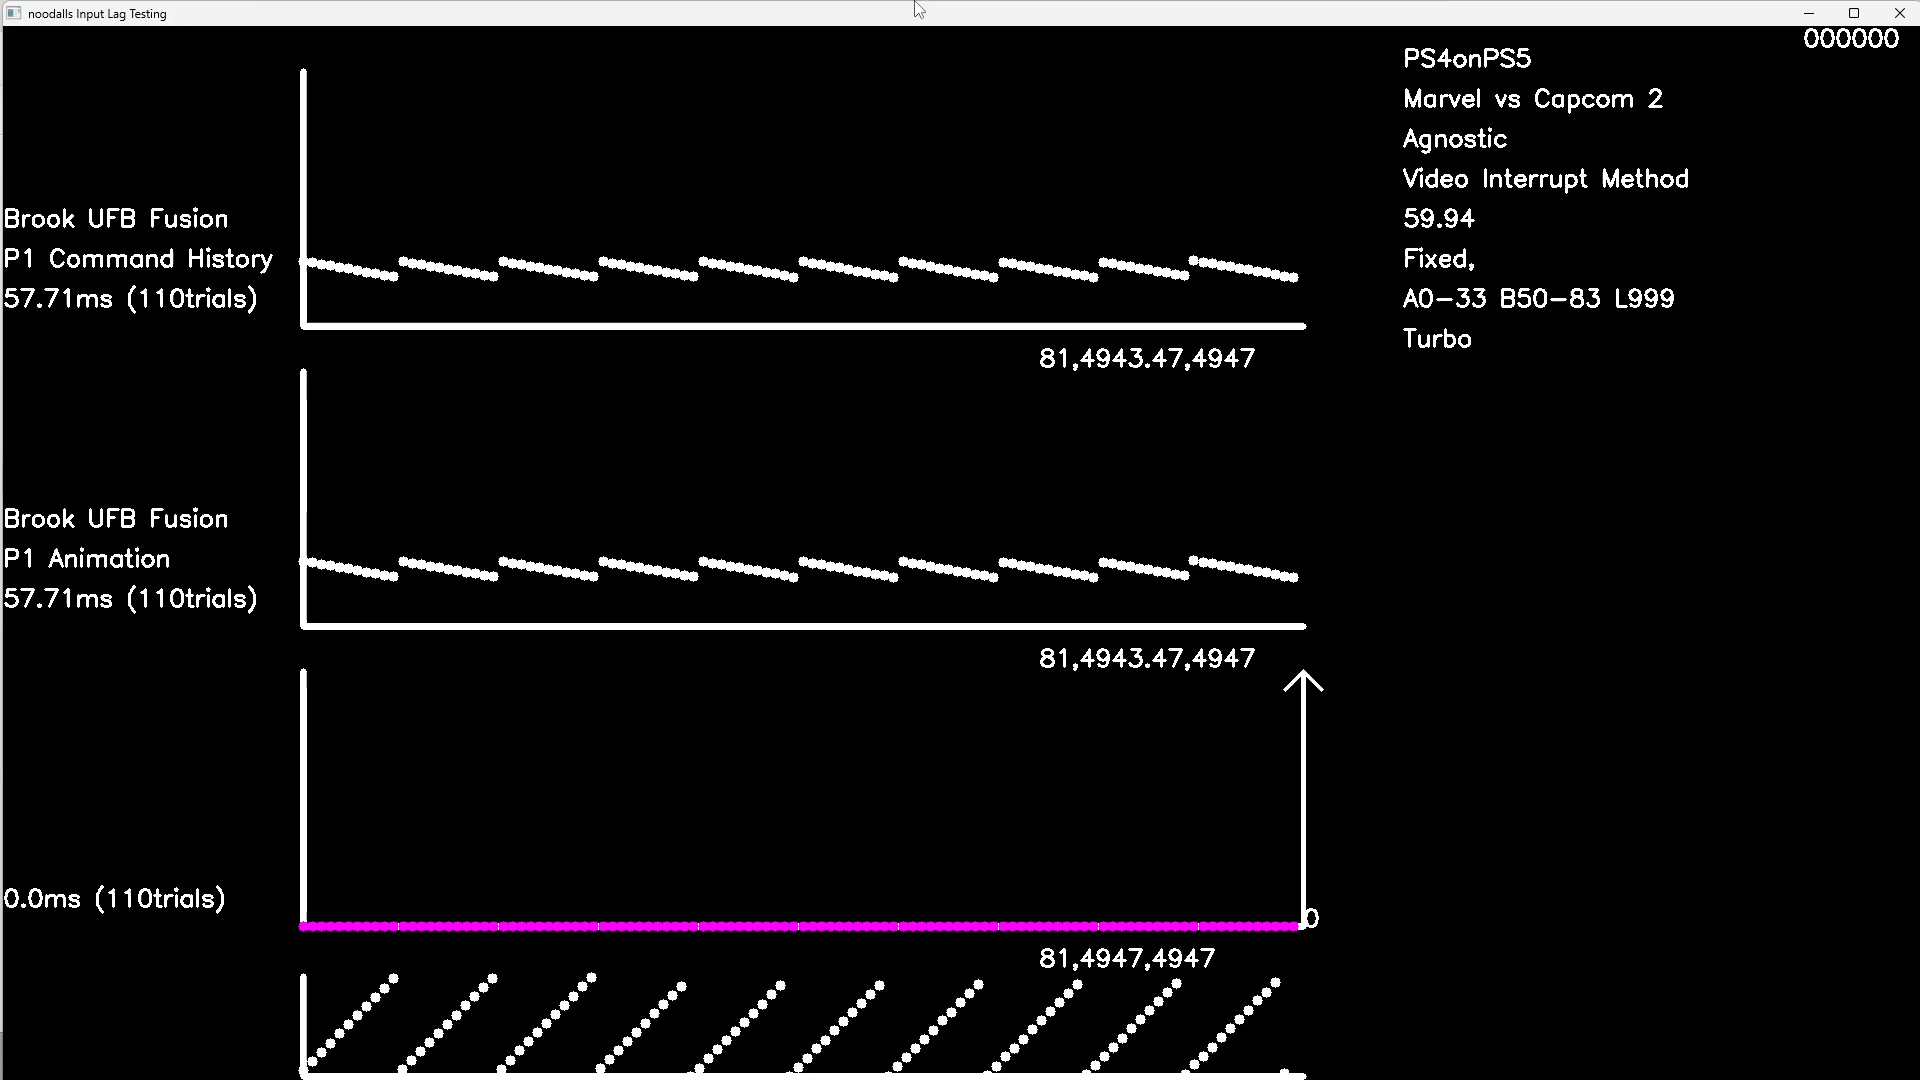 noodalls Input Lag Testing
000000
PS4onPS5
Marvel vs Capcom 2
Agnostic
Video Interrupt Method
59.94
Fixed,
A0-33 B50-83 L999
Turbo
Brook UFB Fusion
P1 Command History
57.71ms (110trials)
81,4943.47,4947
Brook UFB Fusion
P1 Animation
57.71ms (110trials)
81,4943.47,4947
0.0ms (110trials)
0
81,4947,4947